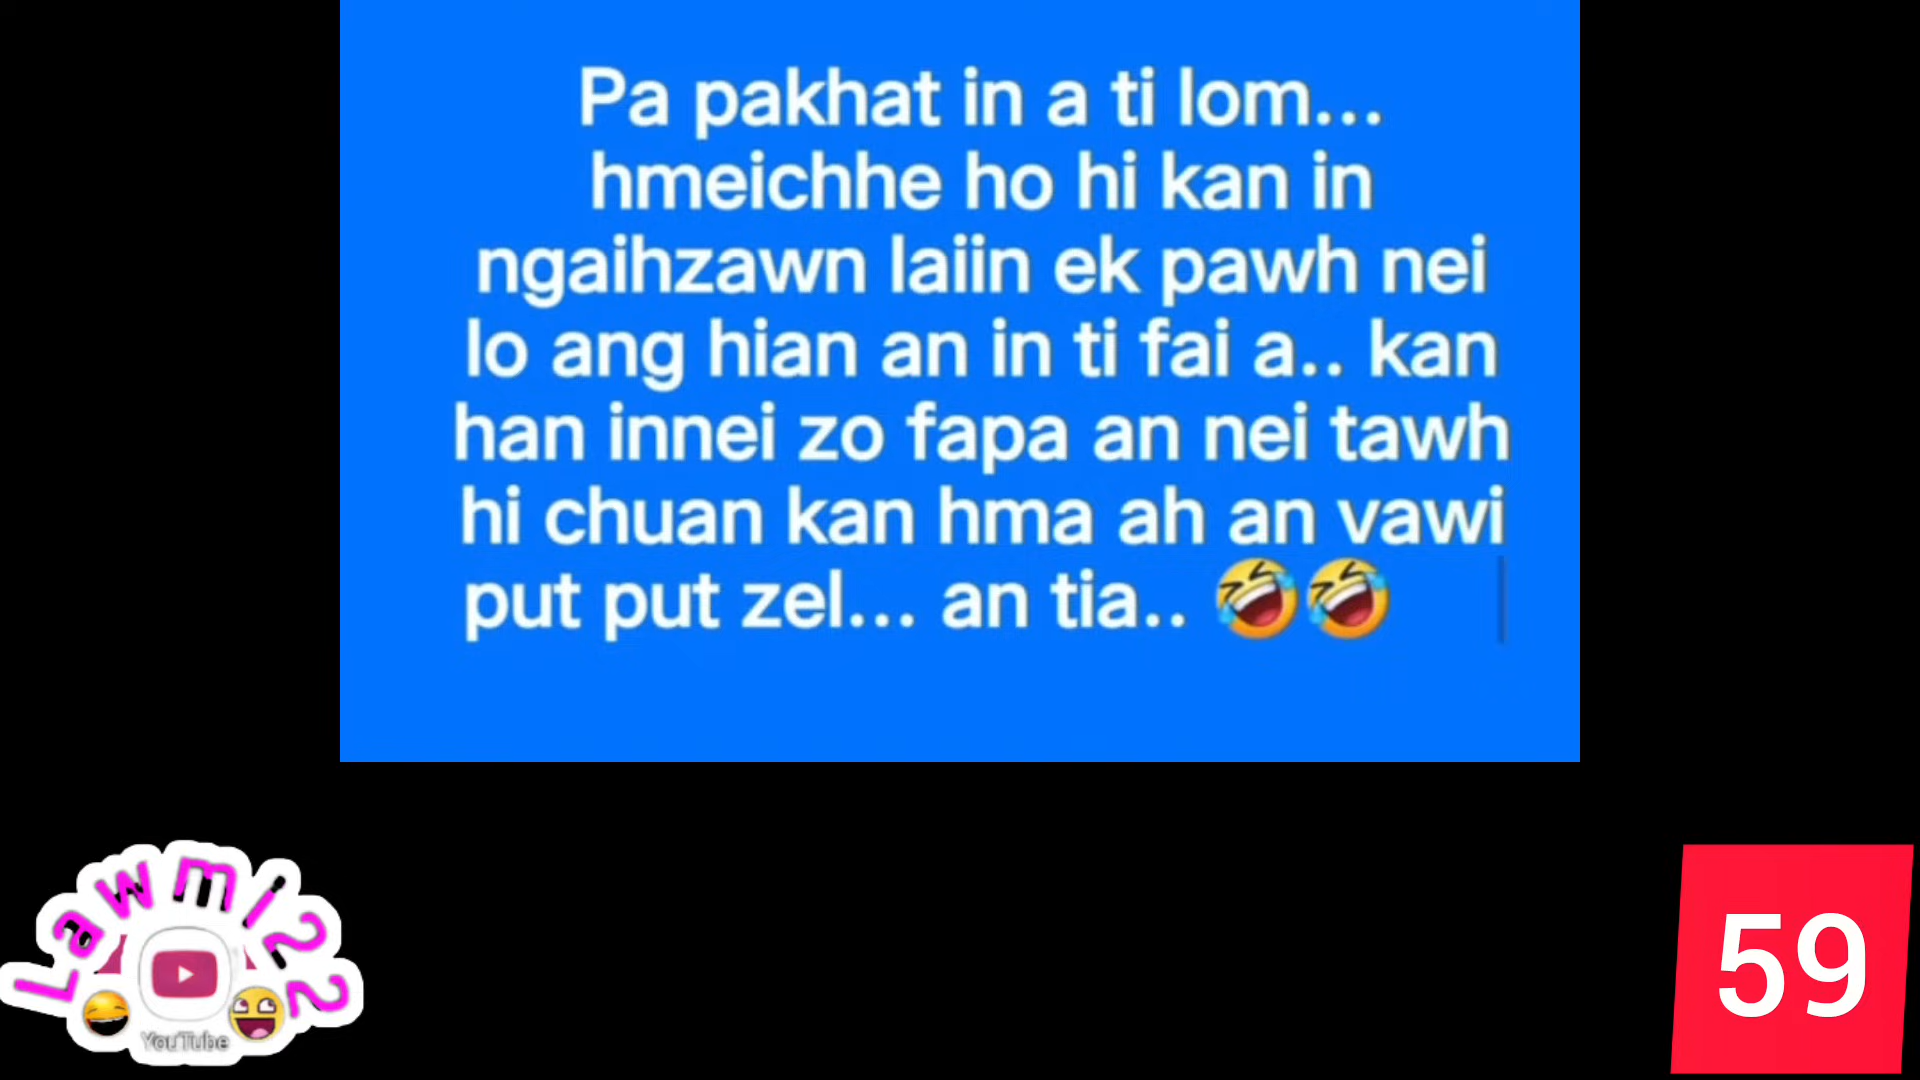 Pa pakhat in a ti lom...
hmeichhe ho hi kan in
ngaihzawn laiin ek pawh nei
lo ang hian an in ti fai a.. kan
han innei zo fapa an nei tawh
hi chuan kan hma ah an vawi
put put zel... an tia.. 🤣🤣
Lawmi22
YouTube
59